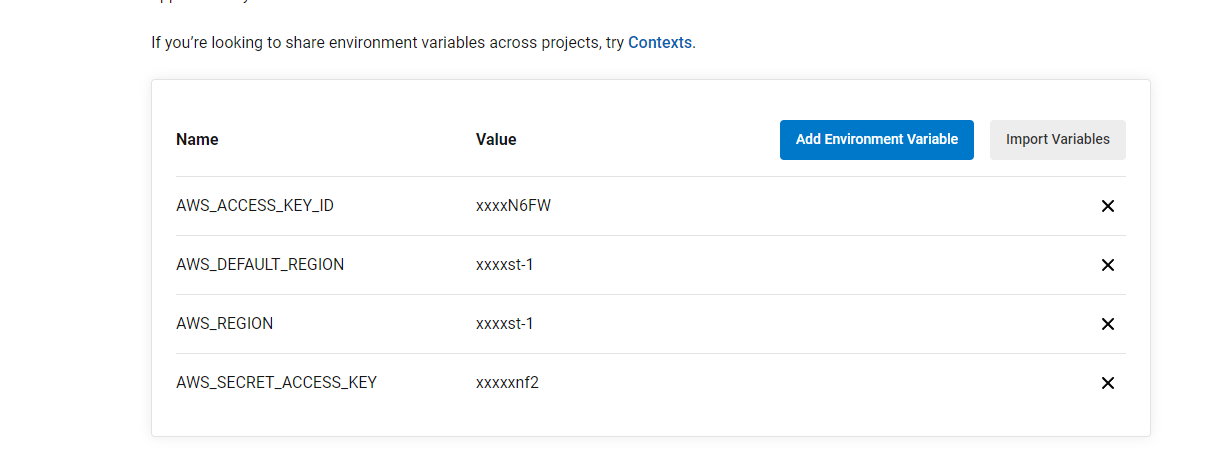 If you’re looking to share environment variables across projects, try Contexts.
Name Value Add Environment Variable Import Variables
AWS_ACCESS_KEY_ID xxxxN6FW
AWS_DEFAULT_REGION xxxxst-1
AWS_REGION xxxxst-1
AWS_SECRET_ACCESS_KEY xxxxxnf2